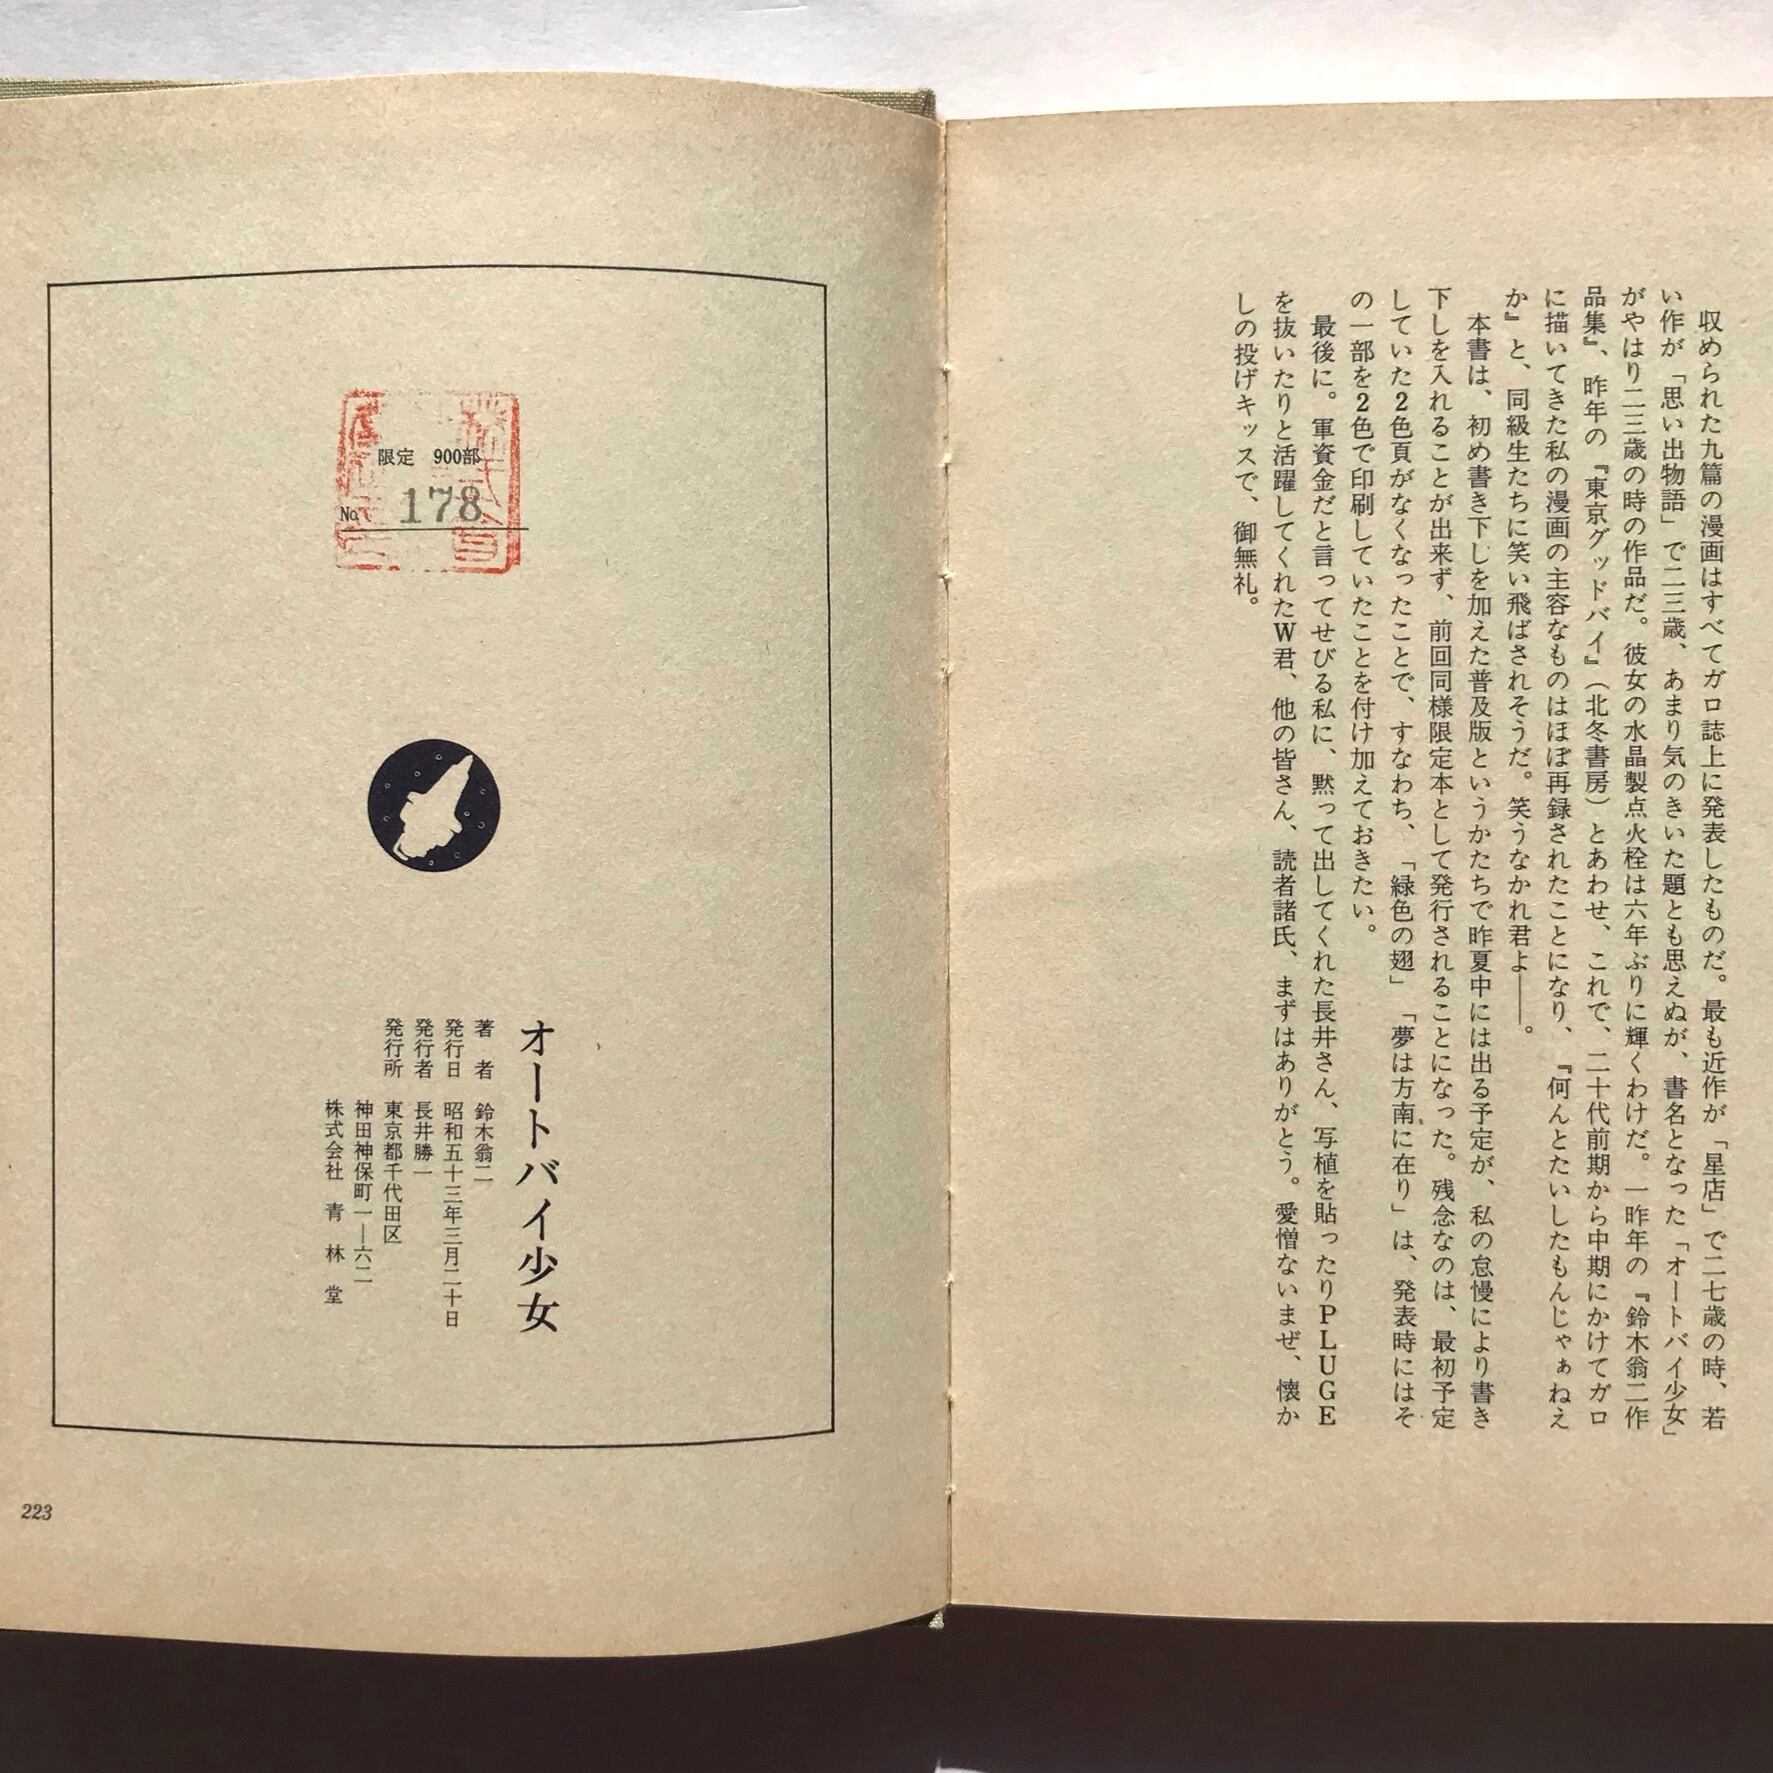 収められた九篇の漫画はすべてガロ誌上に発表したものだ。最も近作が「星店」で二七歳の時、若
い作が「思い出物語」で二三歳、あまり気のきいた題とも思えぬが、書名となった「オートバイ少女」
がやはり二三歳の時の作品だ。彼女の水晶製点火栓は六年ぶりに輝くわけだ。一昨年の『鈴木翁二作
品集』、昨年の『東京グッドバイ』（北冬書房）とあわせ、これで、二十代前期から中期にかけてガロ
に描いてきた私の漫画の主容なものはほぼ再録されたことになり、『何んとたいしたもんじゃぁねえ
か』と、同級生たちに笑い飛ばされそうだ。笑うなかれ君よ――。
本書は、初め書き下しを加えた普及版というかたちで昨夏中には出る予定が、私の怠慢により書き
下しを入れることが出来ず、前回同様限定本として発行されることになった。残念なのは、最初予定
していた2色頁がなくなったことで、すなわち、「緑色の翅」「夢は方南に在り」は、発表時にはそ
の一部を2色で印刷していたことを付け加えておきたい。
最後に。軍資金だと言ってせびる私に、黙って出してくれた長井さん、写植を貼ったりPLUGE
を抜いたりと活躍してくれたW君、他の皆さん、読者諸氏、まずはありがとう。愛憎ないまぜ、懐か
しの投げキッスで、御無礼。
限定 900部
No. 178
オートバイ少女
著者 鈴木翁二
発行日 昭和五十三年三月二十日
発行者 長井勝一
発行所 東京都千代田区
神田神保町一―六二
株式会社 青林堂
223